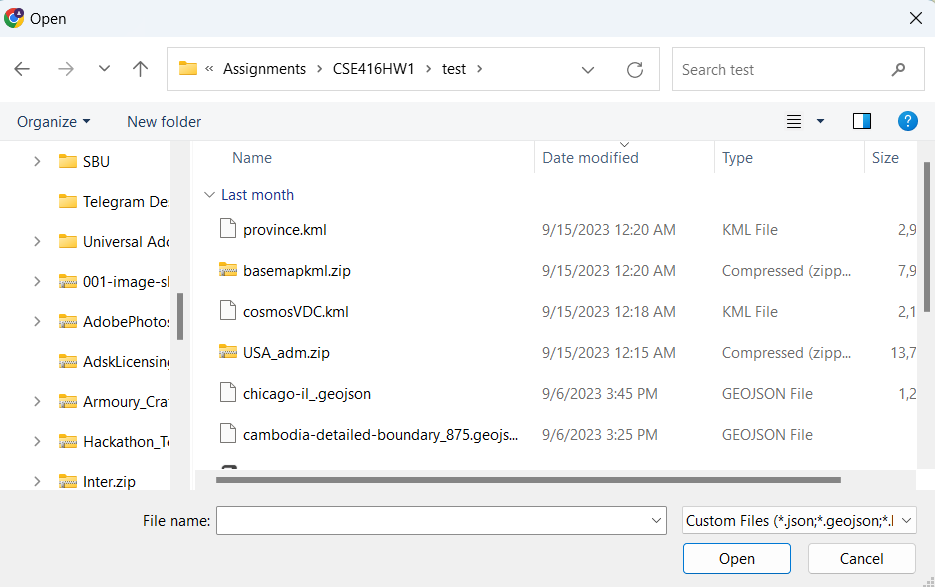 Open
« Assignments › CSE416HW1 › test ›
Search test
Organize
New folder
Name
Date modified
Type
Size
SBU
Telegram De
Universal Ado
001-image-sl
AdobePhotos
AdskLicensing
Armoury_Cra
Hackathon_Te
Inter.zip
Last month
province.kml 9/15/2023 12:20 AM KML File 2,9
basemapkml.zip 9/15/2023 12:20 AM Compressed (zipp... 7,9
cosmosVDC.kml 9/15/2023 12:18 AM KML File 2,1
USA_adm.zip 9/15/2023 12:15 AM Compressed (zipp... 13,7
chicago-il_.geojson 9/6/2023 3:45 PM GEOJSON File 1,2
cambodia-detailed-boundary_875.geojs... 9/6/2023 3:25 PM GEOJSON File
File name:
Custom Files (*.json;*.geojson;*.
Open
Cancel